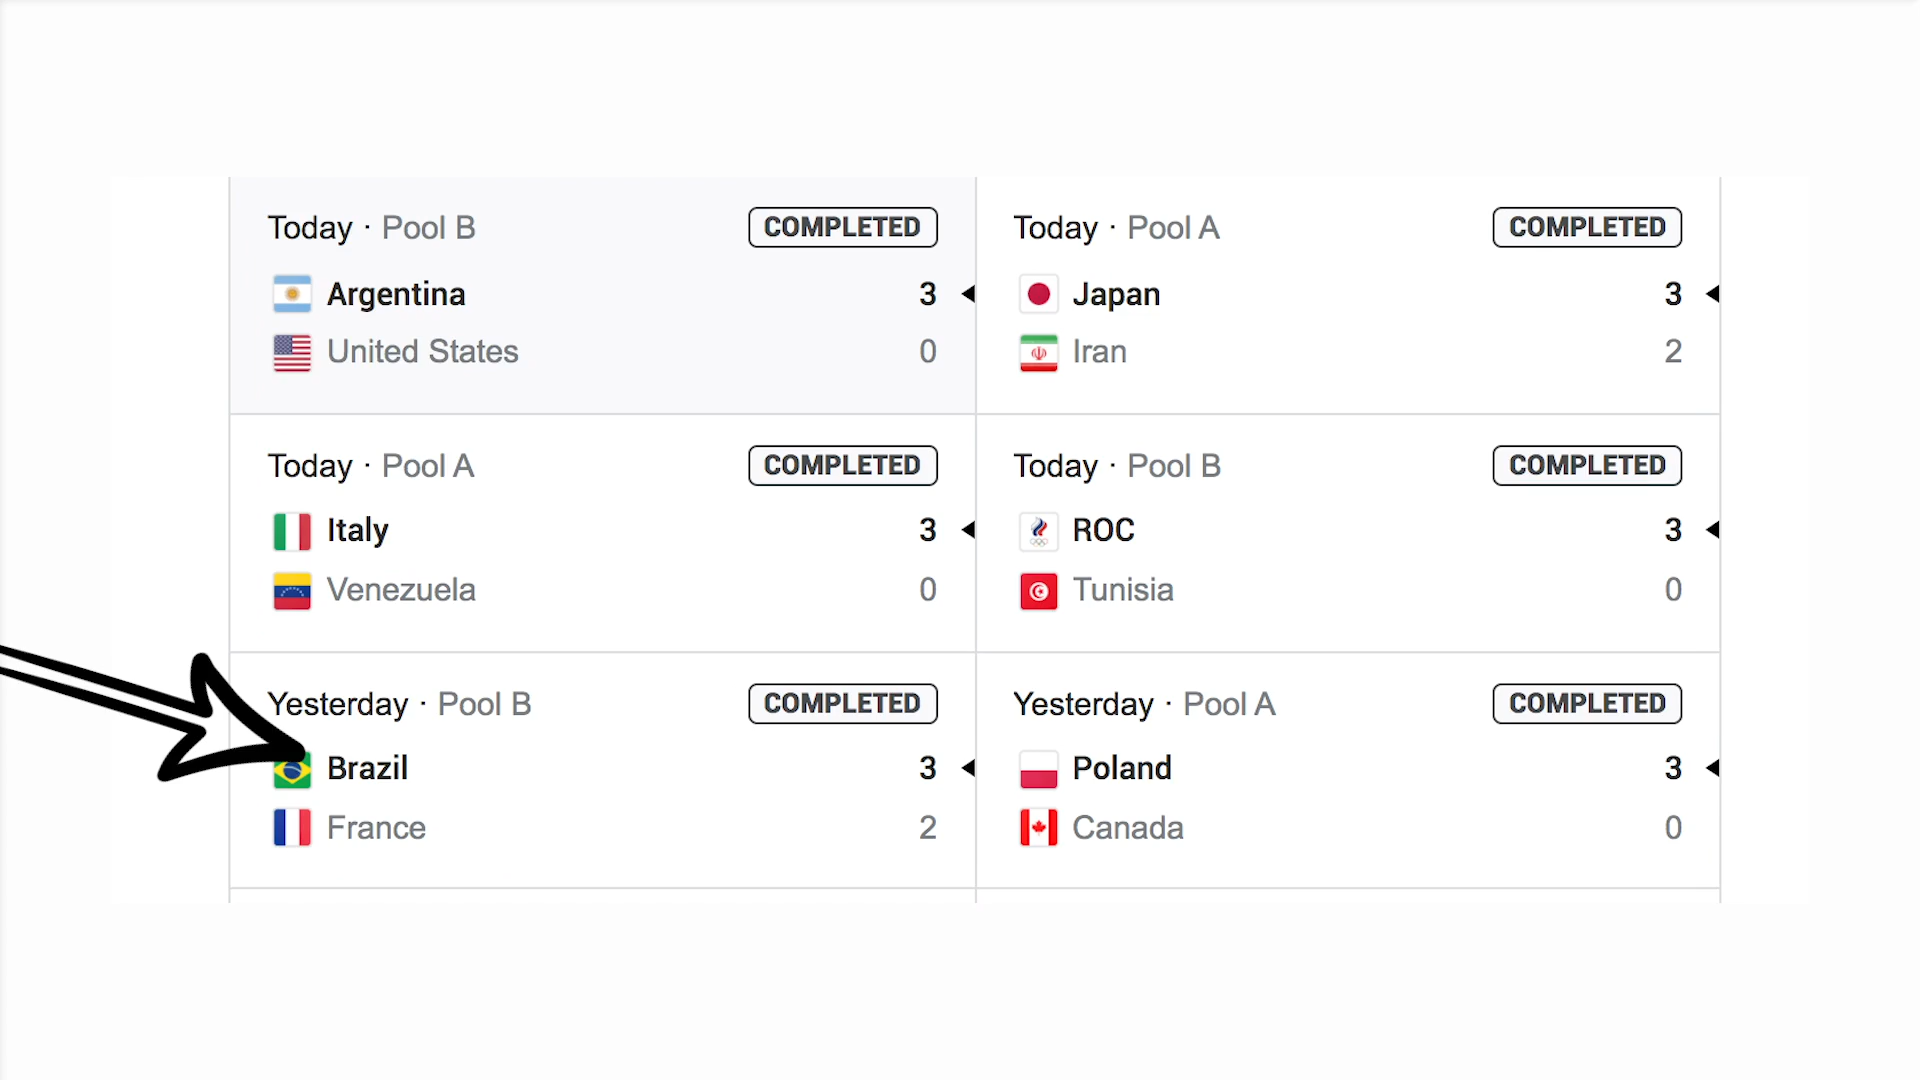 Today · Pool B COMPLETED
Argentina 3
United States 0
Today · Pool A COMPLETED
Japan 3
Iran 2
Today · Pool A COMPLETED
Italy 3
Venezuela 0
Today · Pool B COMPLETED
ROC 3
Tunisia 0
Yesterday · Pool B COMPLETED
Brazil 3
France 2
Yesterday · Pool A COMPLETED
Poland 3
Canada 0